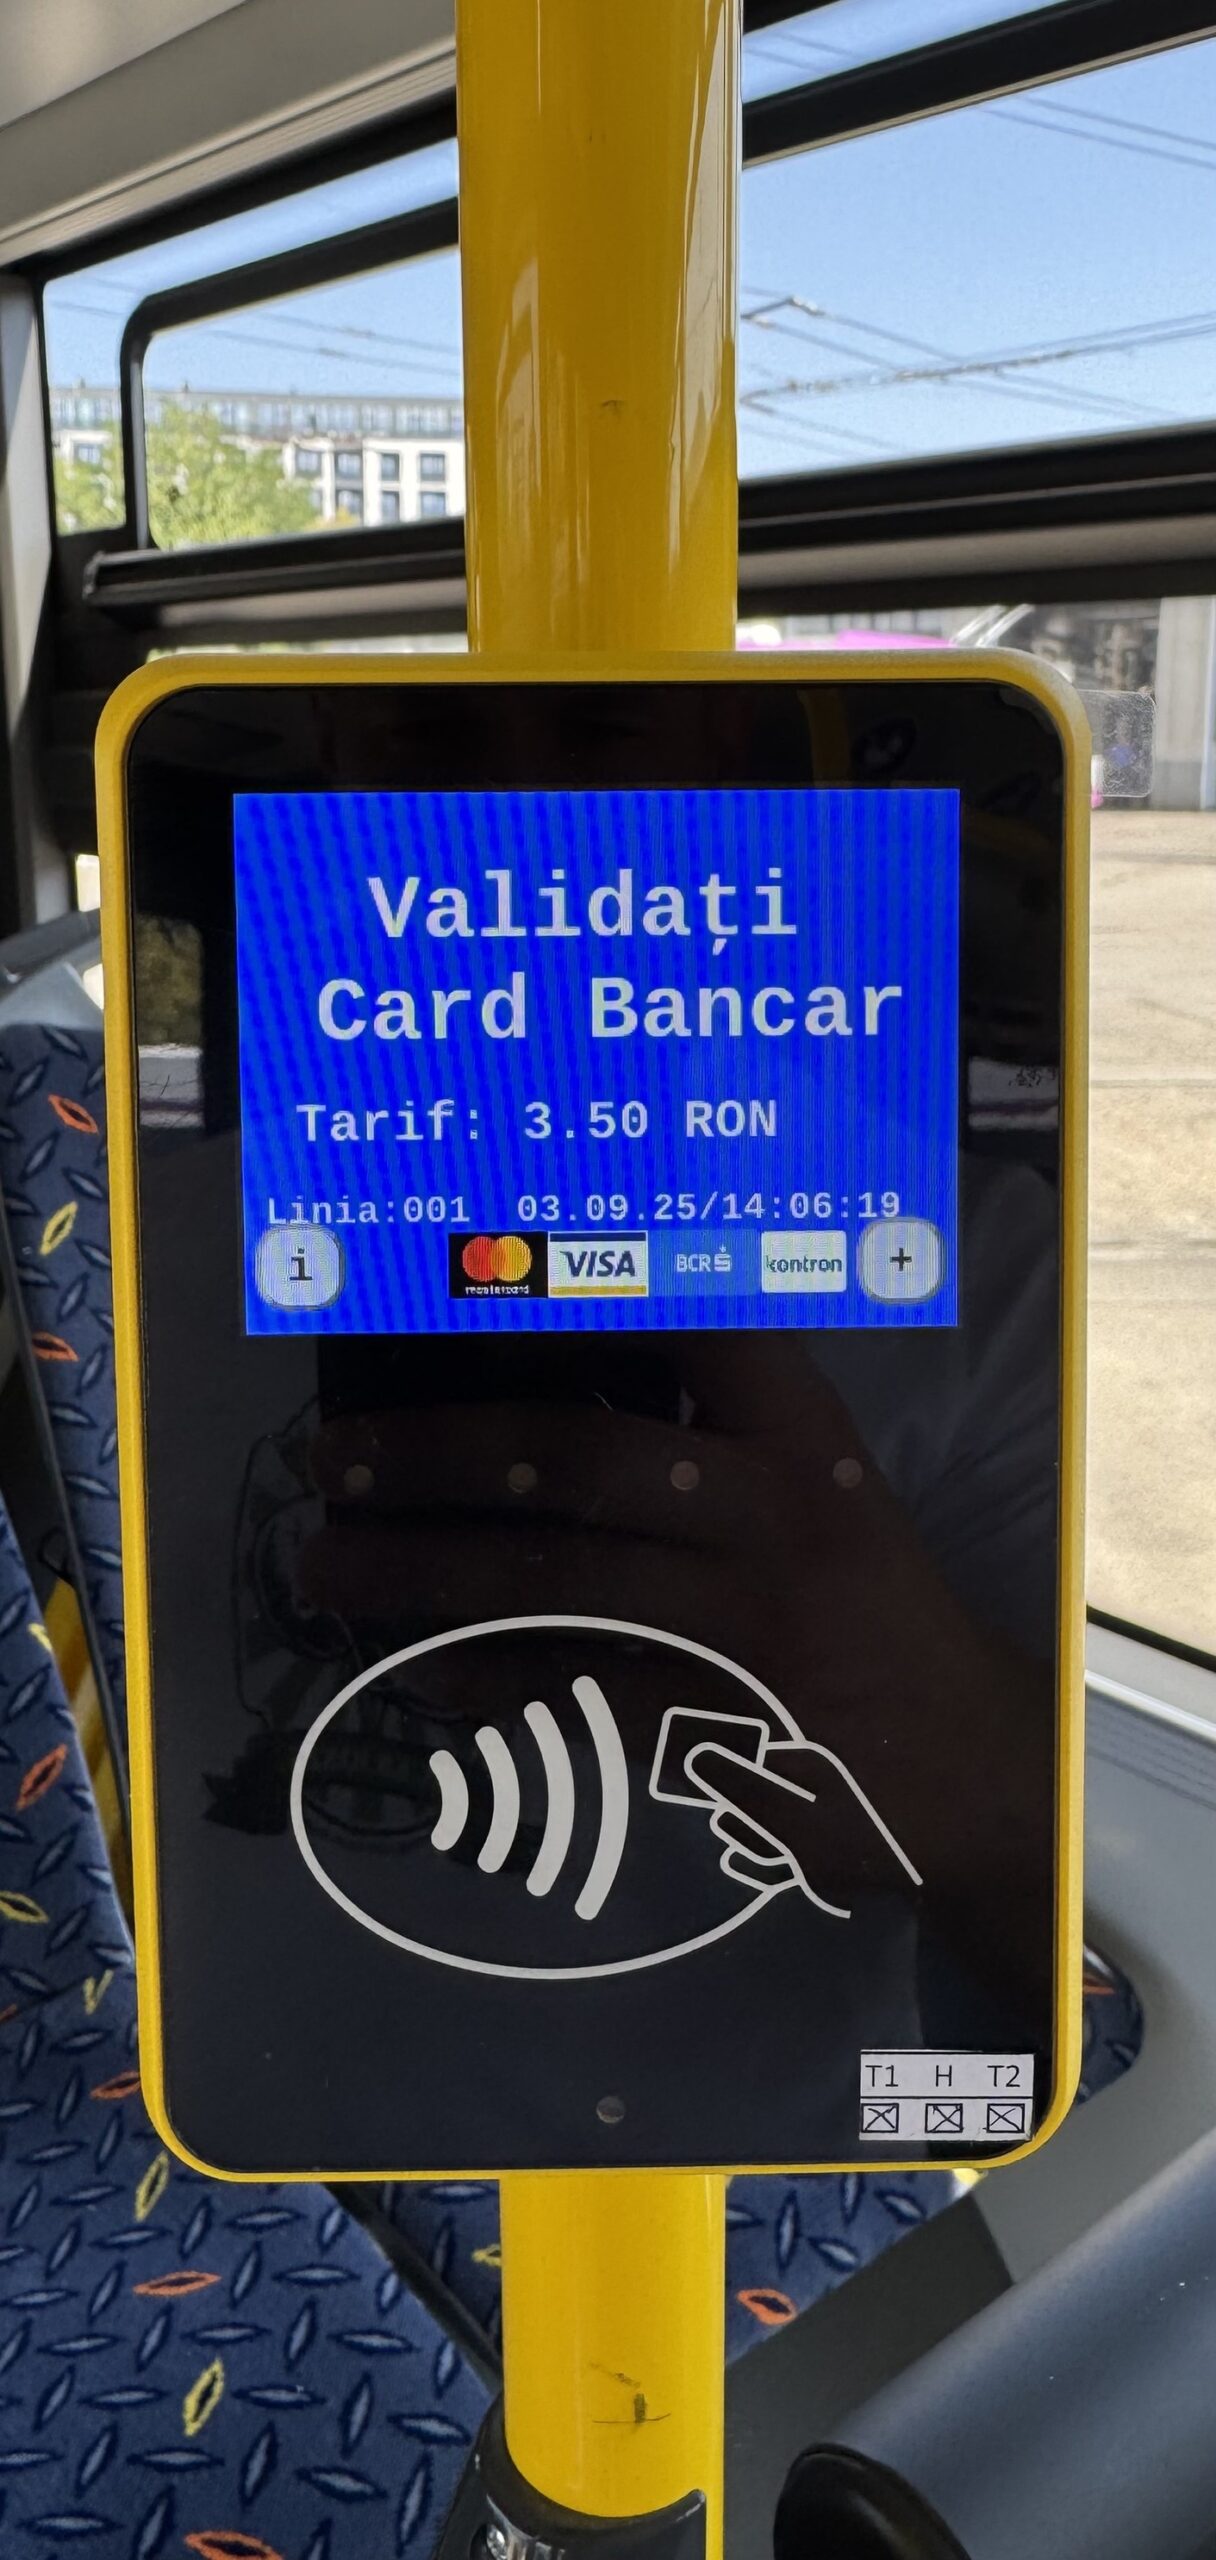 Validați
Card Bancar
Tarif: 3.50 RON
Linia:001 03.09.25/14:06:19
i mastercard VISA BCR kontron +
T1 H T2